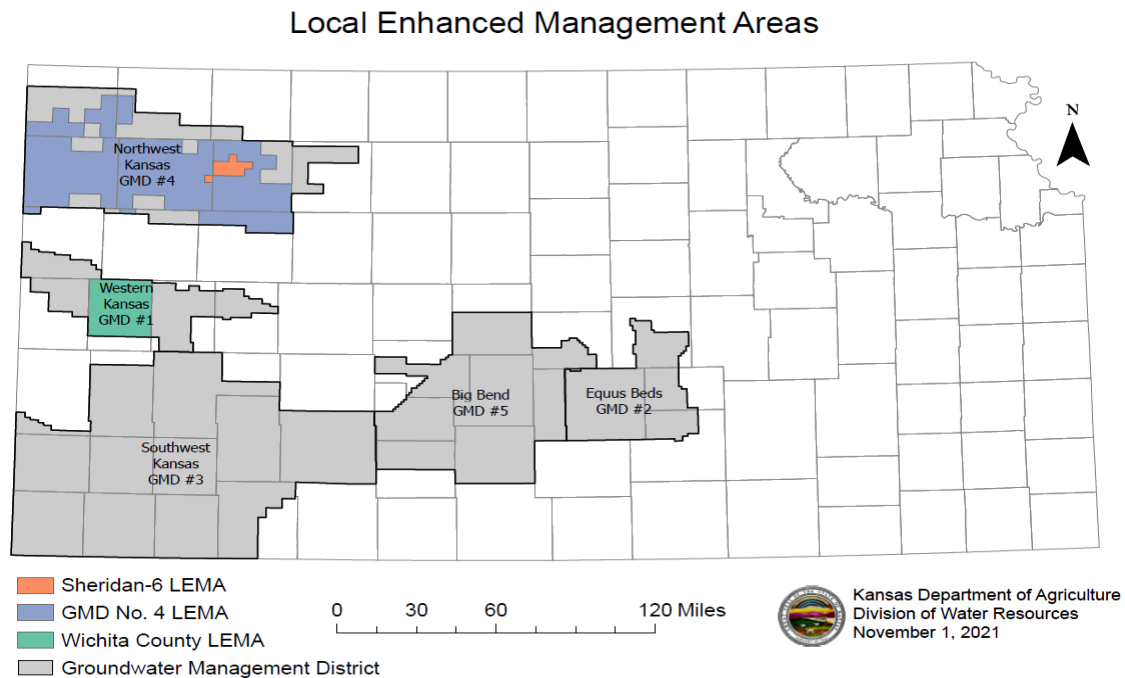 Local Enhanced Management Areas
N
Northwest
Kansas
GMD #4
Western
Kansas
GMD #1
Big Bend
GMD #5
Equus Beds
GMD #2
Southwest
Kansas
GMD #3
Sheridan-6 LEMA
GMD No. 4 LEMA
Wichita County LEMA
Groundwater Management District
0 30 60 120 Miles
Kansas Department of Agriculture
Division of Water Resources
November 1, 2021